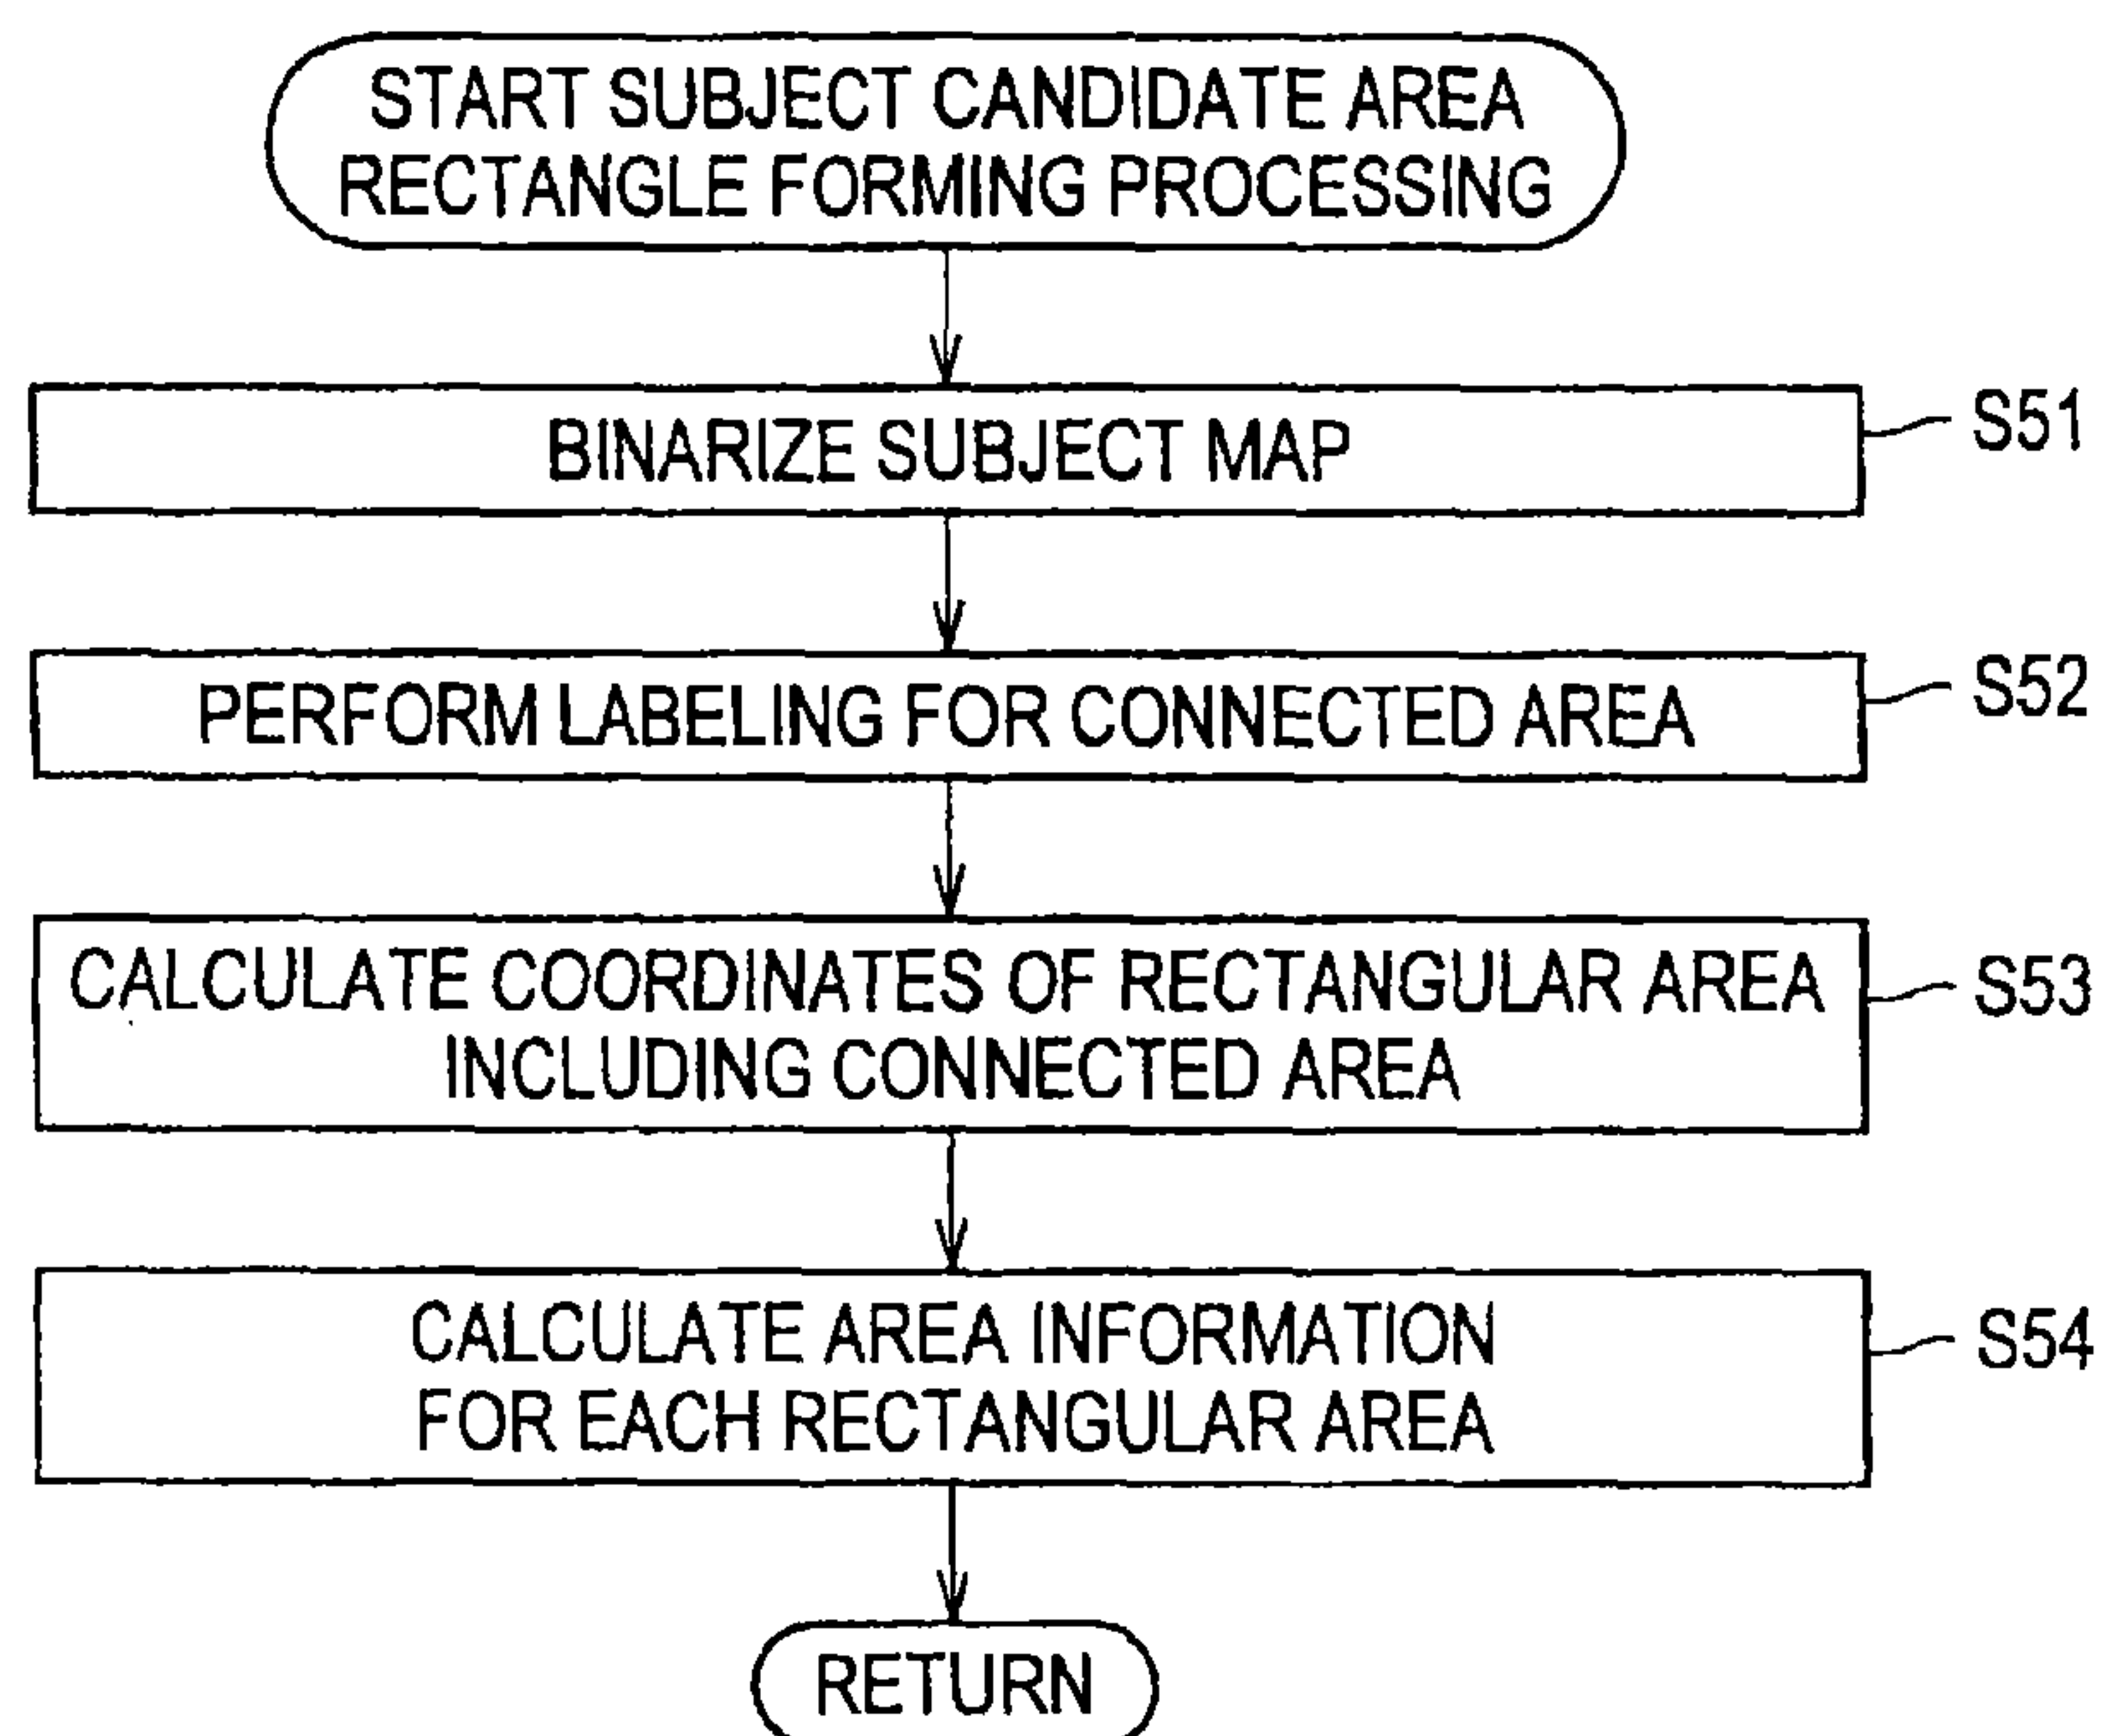 START SUBJECT CANDIDATE AREA
RECTANGLE FORMING PROCESSING
BINARIZE SUBJECT MAP
S51
PERFORM LABELING FOR CONNECTED AREA
S52
CALCULATE COORDINATES OF RECTANGULAR AREA
INCLUDING CONNECTED AREA
S53
CALCULATE AREA INFORMATION
FOR EACH RECTANGULAR AREA
S54
RETURN